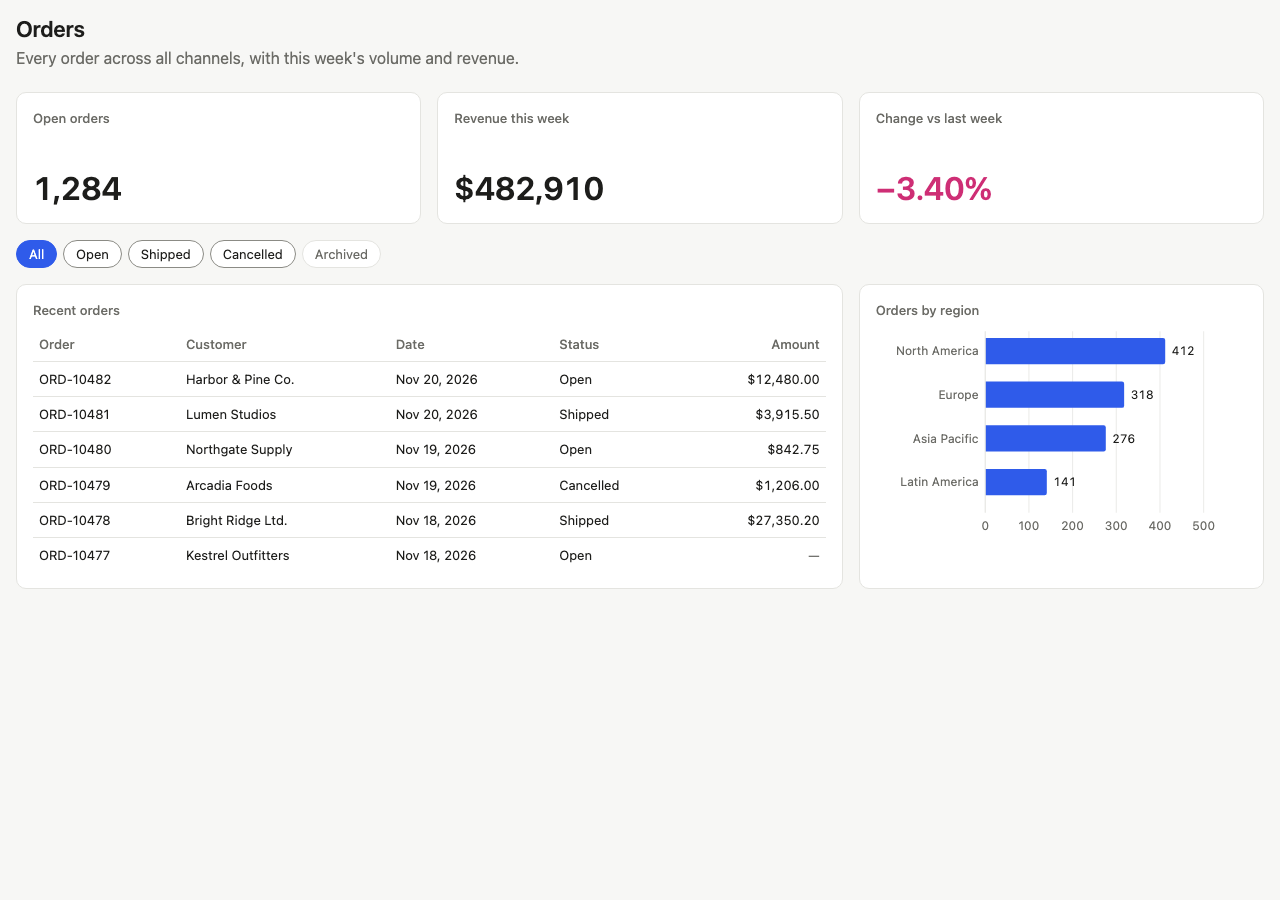 Orders
Every order across all channels, with this week's volume and revenue.
Open orders
1,284
Revenue this week
$482,910
Change vs last week
−3.40%
All Open Shipped Cancelled Archived
Recent orders
Order Customer Date Status Amount
ORD-10482 Harbor & Pine Co. Nov 20, 2026 Open $12,480.00
ORD-10481 Lumen Studios Nov 20, 2026 Shipped $3,915.50
ORD-10480 Northgate Supply Nov 19, 2026 Open $842.75
ORD-10479 Arcadia Foods Nov 19, 2026 Cancelled $1,206.00
ORD-10478 Bright Ridge Ltd. Nov 18, 2026 Shipped $27,350.20
ORD-10477 Kestrel Outfitters Nov 18, 2026 Open —
Orders by region
North America 412
Europe 318
Asia Pacific 276
Latin America 141
0 100 200 300 400 500